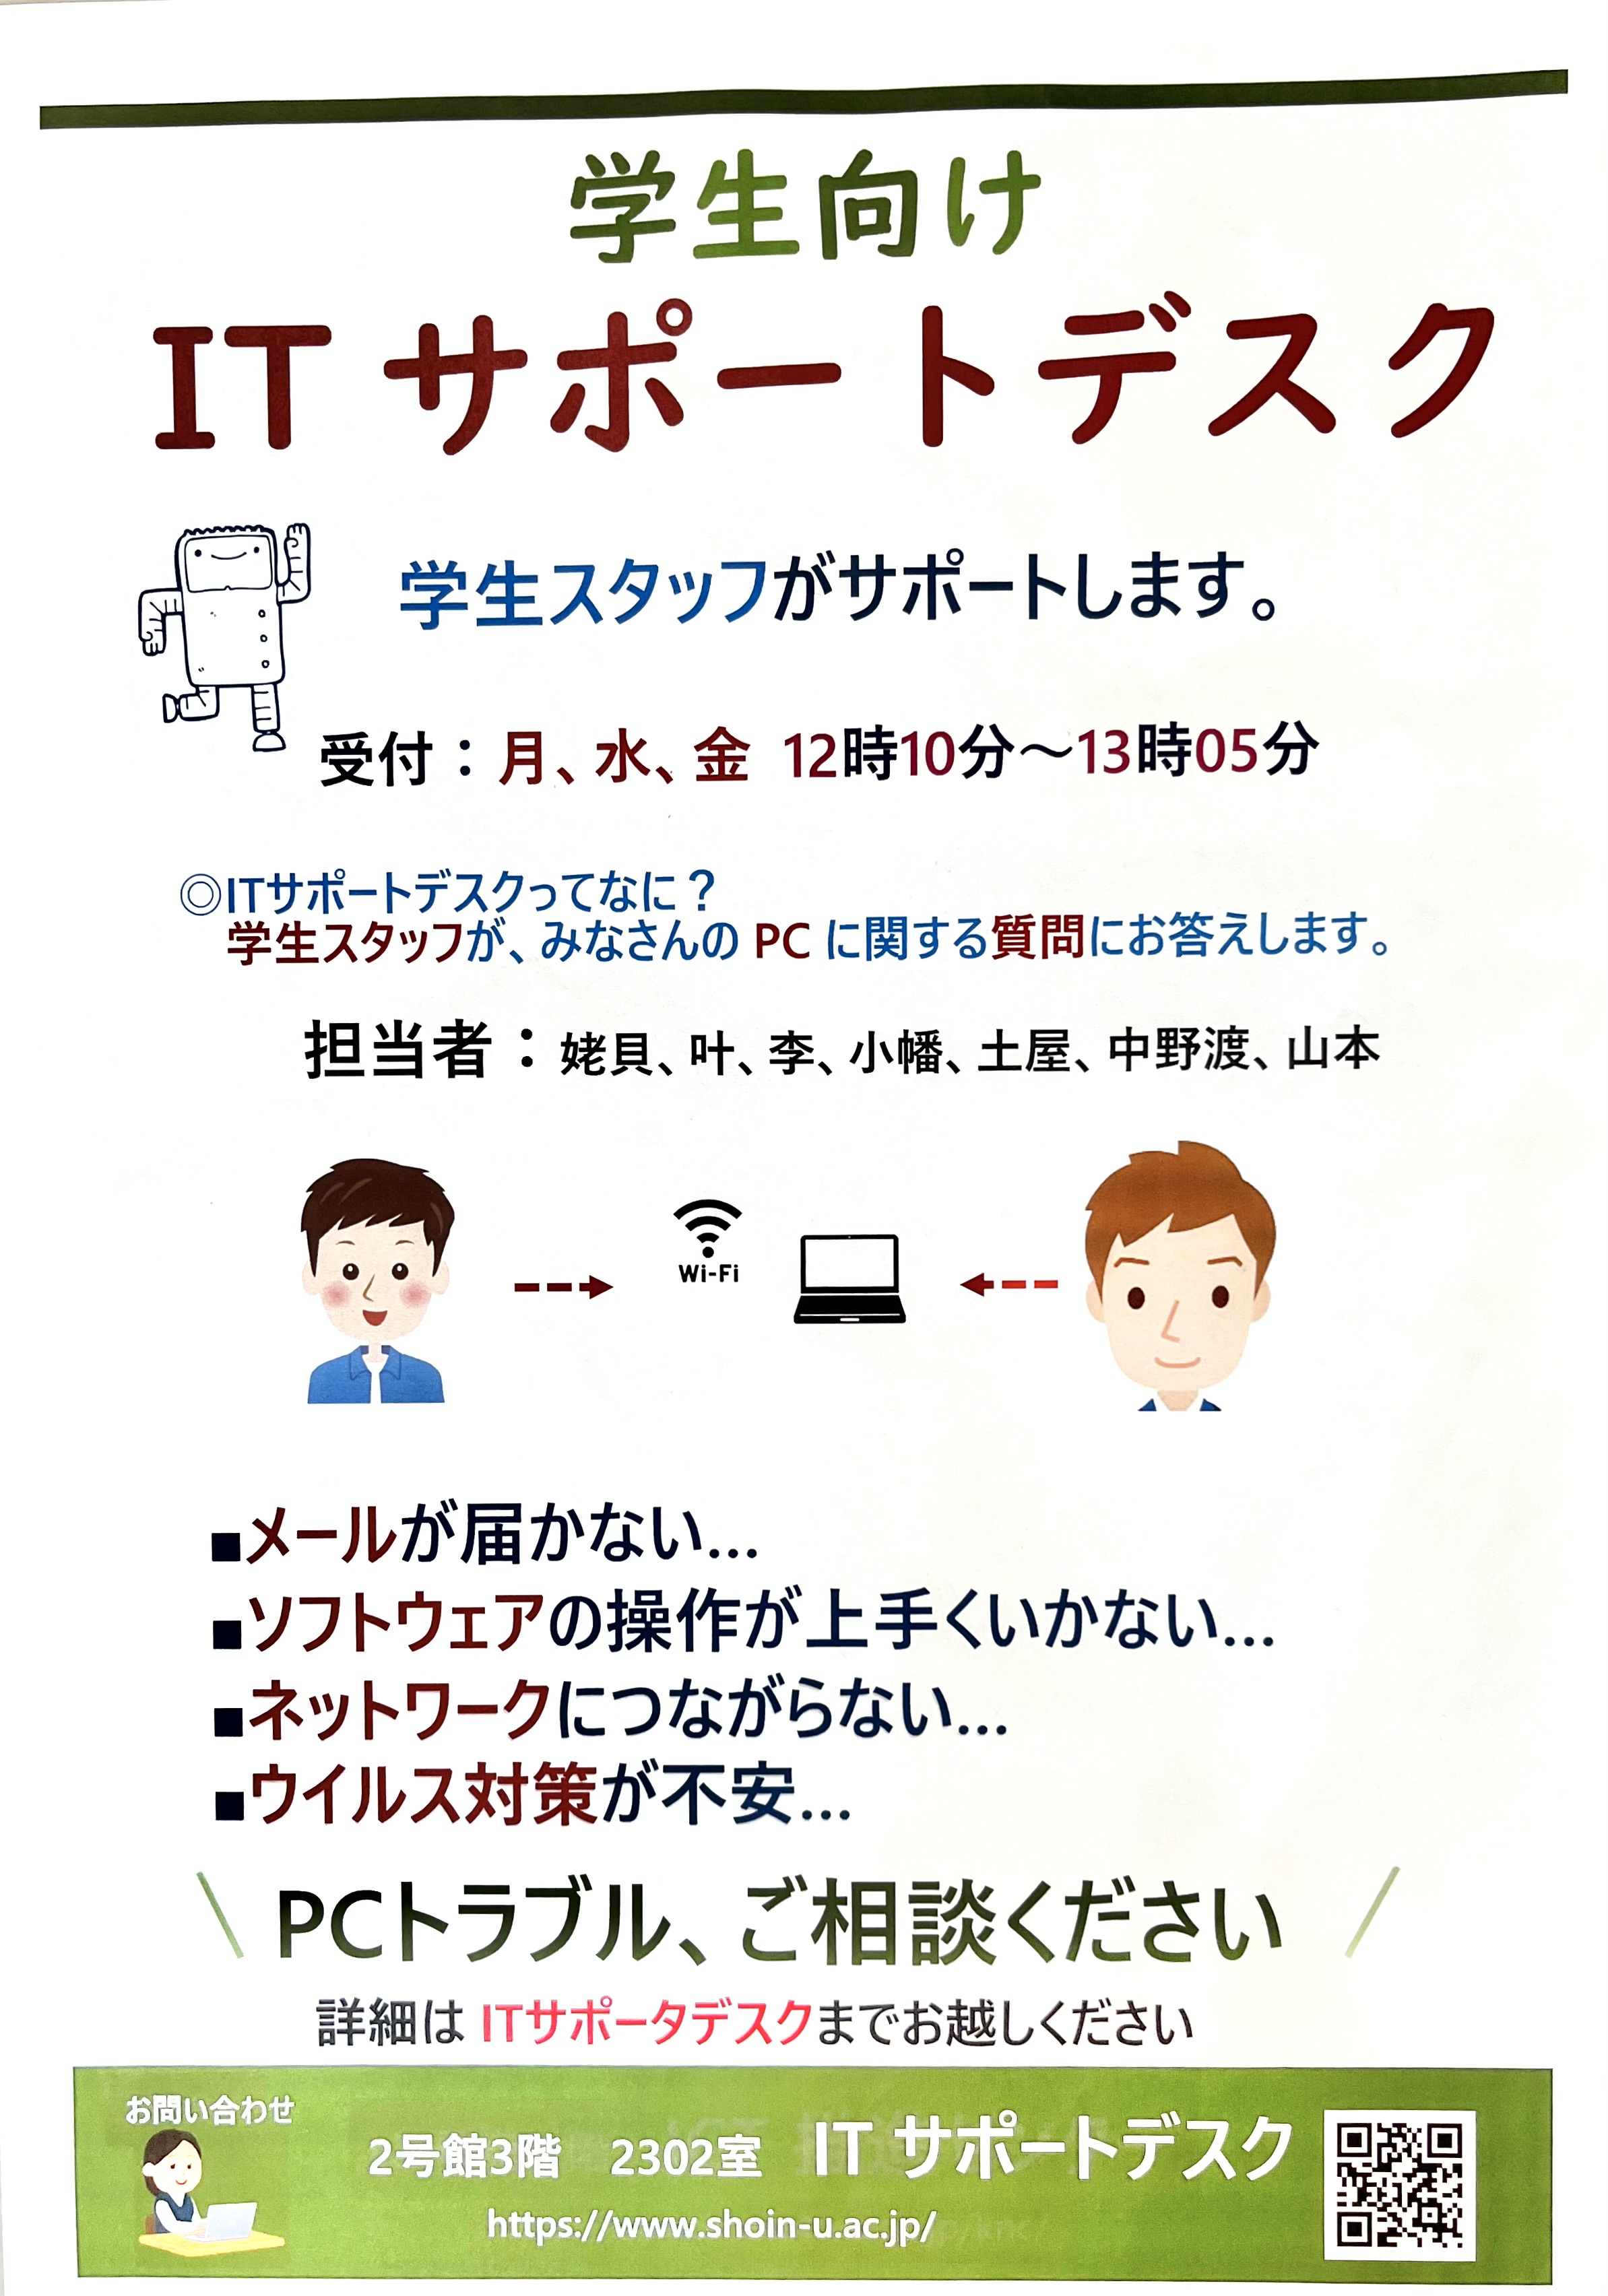 学生向け
ITサポートデスク
学生スタッフがサポートします。
受付：月、水、金 12時10分～13時05分
◎ITサポートデスクってなに？
学生スタッフが、みなさんの PC に関する質問にお答えします。
担当者：姥貝、叶、李、小幡、土屋、中野渡、山本
Wi-Fi
■メールが届かない…
■ソフトウェアの操作が上手くいかない…
■ネットワークにつながらない…
■ウイルス対策が不安…
\ PCトラブル、ご相談ください /
詳細は ITサポータデスクまでお越しください
お問い合わせ
2号館3階 2302室 IT サポートデスク
https://www.shoin-u.ac.jp/